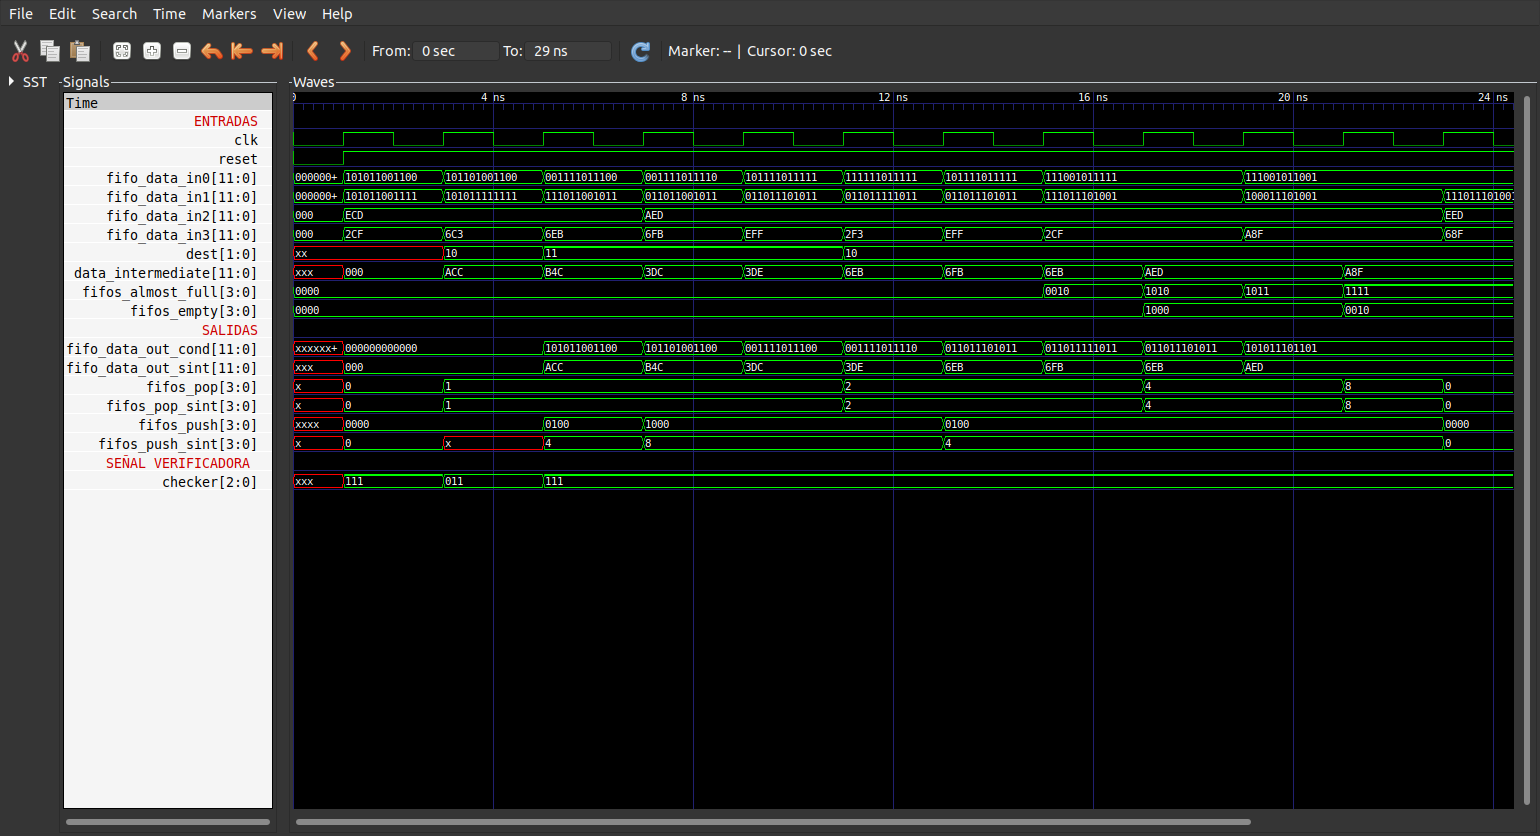 File Edit Search Time Markers View Help
From: 0 sec To: 29 ns Marker: -- | Cursor: 0 sec
SST Signals Waves
Time 0 4 ns 8 ns 12 ns 16 ns 20 ns 24 ns
ENTRADAS
clk
reset
fifo_data_in0[11:0] 000000+ 101011001100 101101001100 001111011100 001111011110 101111011111 111111011111 101111011111 111001011111 111001011001
fifo_data_in1[11:0] 000000+ 101011001111 101011111111 111011001011 011011001011 011011101011 011011111011 011011101011 111011101001 100011101001 111011101001
fifo_data_in2[11:0] 000 ECD AED EED
fifo_data_in3[11:0] 000 2CF 6C3 6EB 6FB EFF 2F3 EFF 2CF A8F 68F
dest[1:0] xx 10 11 10
data_intermediate[11:0] xxx 000 ACC B4C 3DC 3DE 6EB 6FB 6EB AED A8F
fifos_almost_full[3:0] 0000 0010 1010 1011 1111
fifos_empty[3:0] 0000 1000 0010
SALIDAS
fifo_data_out_cond[11:0] xxxxxx+ 000000000000 101011001100 101101001100 001111011100 001111011110 011011101011 011011111011 011011101011 101011101101
fifo_data_out_sint[11:0] xxx 000 ACC B4C 3DC 3DE 6EB 6FB 6EB AED
fifos_pop[3:0] x 0 1 2 4 8 0
fifos_pop_sint[3:0] x 0 1 2 4 8 0
fifos_push[3:0] xxxx 0000 0100 1000 0100 0000
fifos_push_sint[3:0] x 0 x 4 8 4 0
SEÑAL VERIFICADORA
checker[2:0] xxx 111 011 111